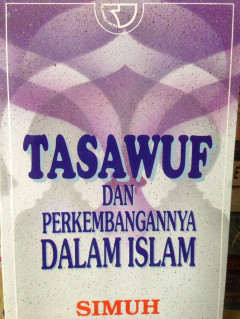 TASAWUF
DAN
PERKEMBANGANNYA
DALAM ISLAM
SIMUH